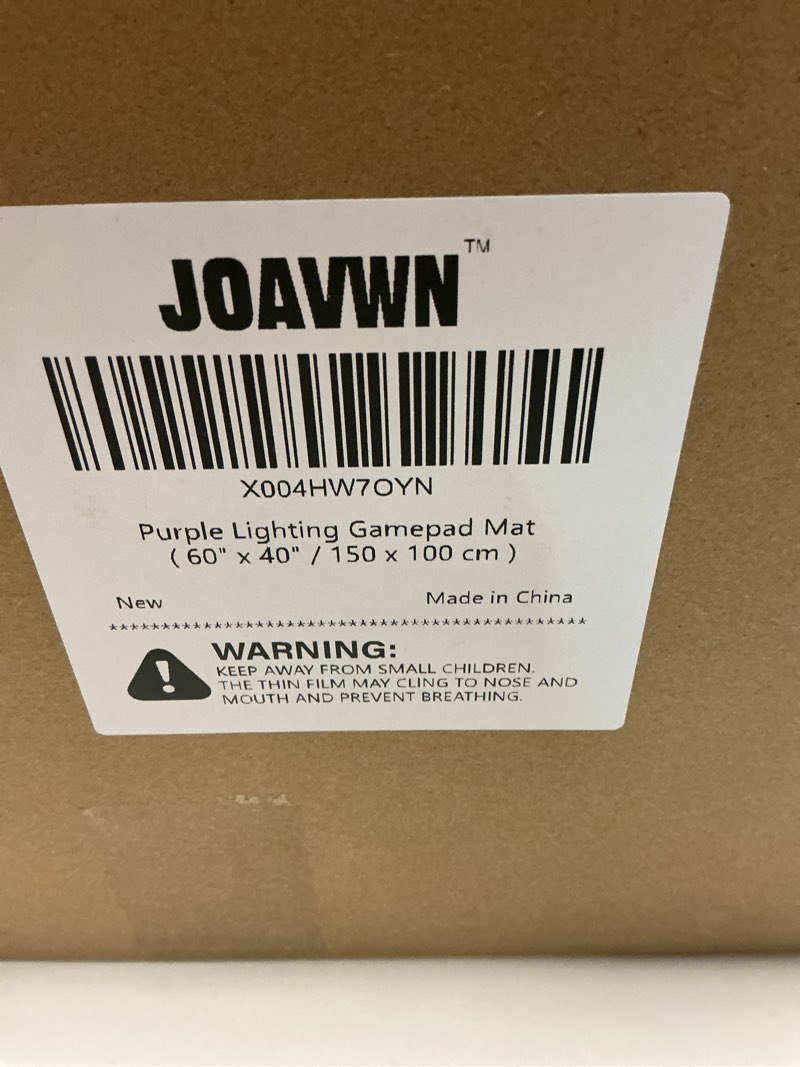 JOAVWN™
X004HW7OYN
Purple Lighting Gamepad Mat
( 60" x 40" / 150 x 100 cm )
New Made in China
*********************************************
WARNING:
KEEP AWAY FROM SMALL CHILDREN.
THE THIN FILM MAY CLING TO NOSE AND
MOUTH AND PREVENT BREATHING.